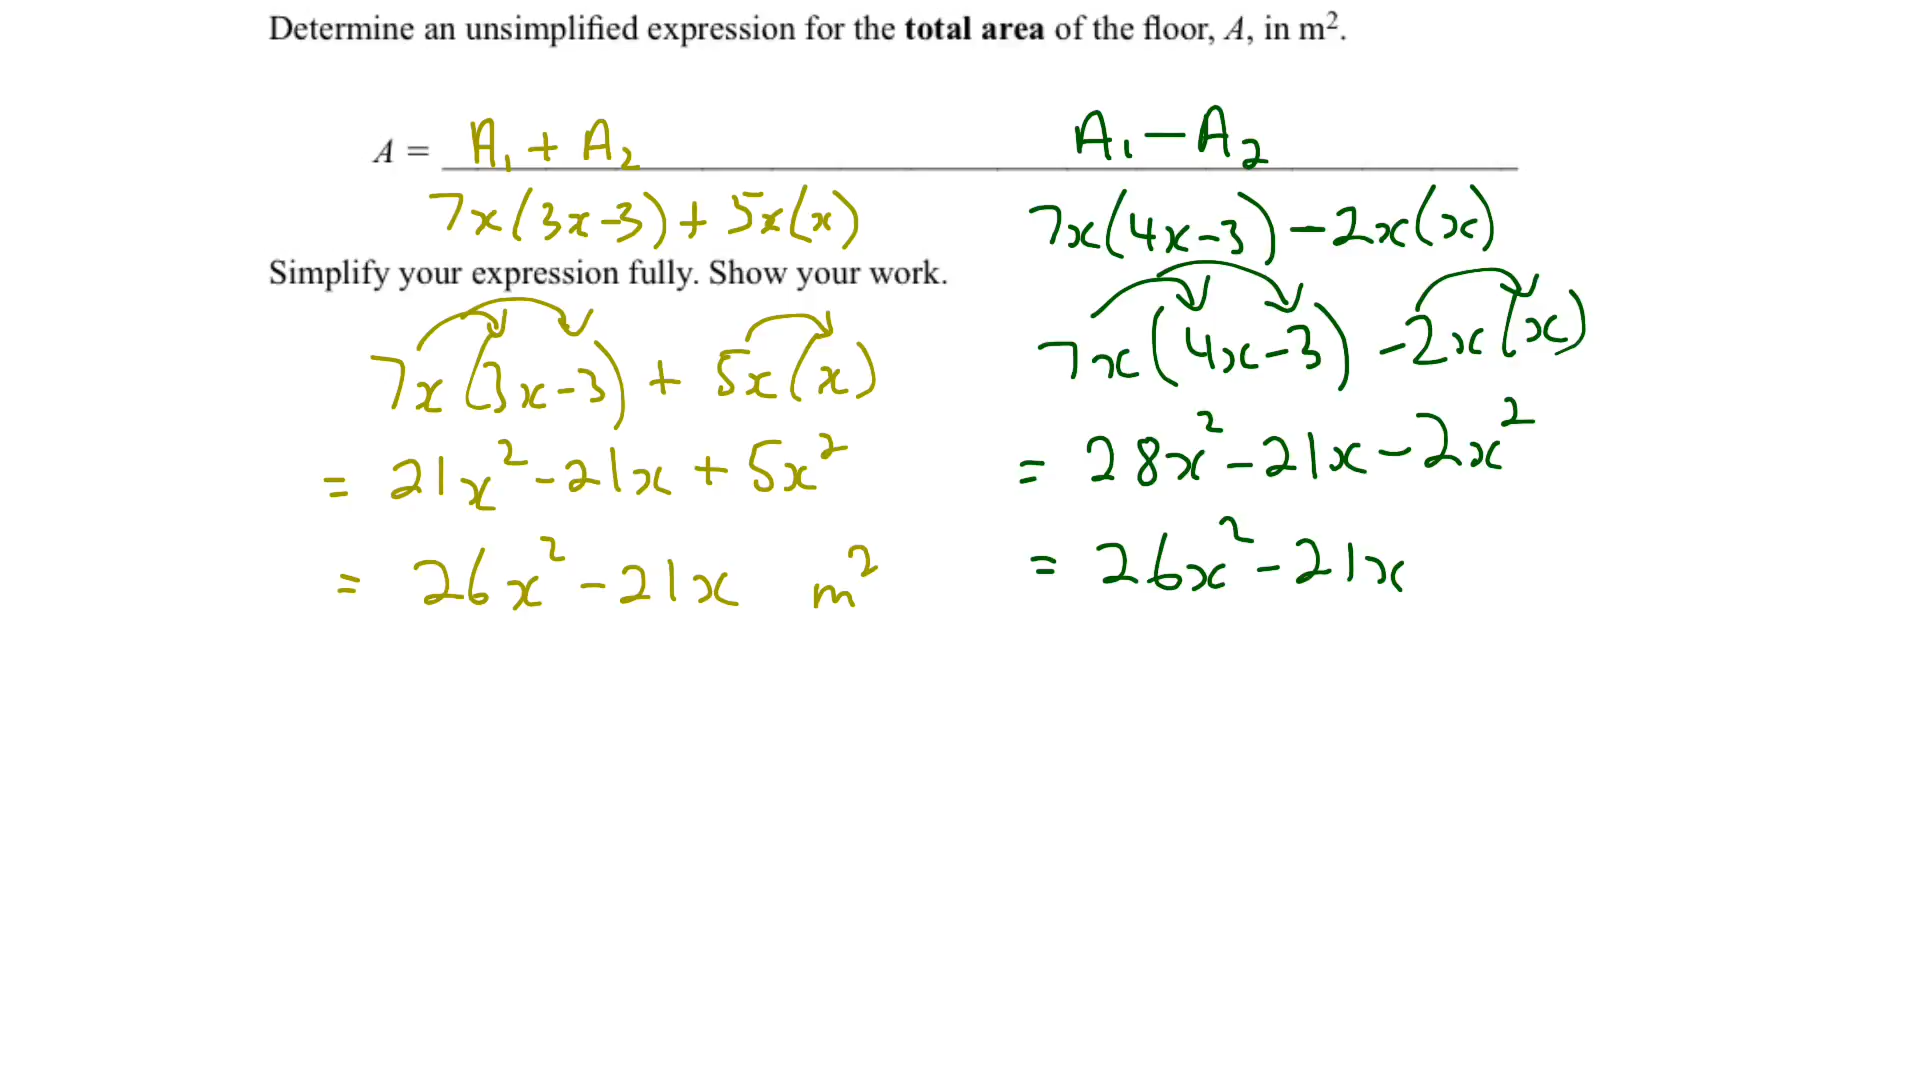 Determine an unsimplified expression for the total area of the floor, A, in m².
A = A₁ + A₂
A₁ − A₂
7x(3x−3) + 5x(x)
7x(4x−3) − 2x(x)
Simplify your expression fully. Show your work.
7x(3x−3) + 5x(x)
= 21x² − 21x + 5x²
= 26x² − 21x m²
7x(4x−3) − 2x(x)
= 28x² − 21x − 2x²
= 26x² − 21x